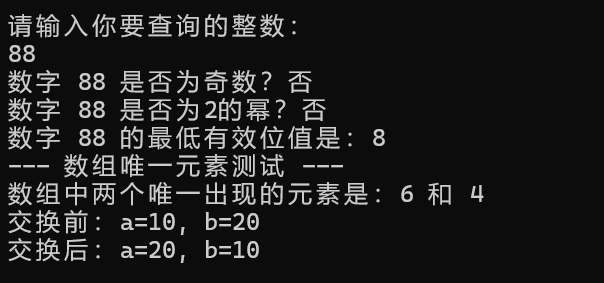 请输入你要查询的整数：
88
数字 88 是否为奇数？否
数字 88 是否为2的幂？否
数字 88 的最低有效位值是：8
--- 数组唯一元素测试 ---
数组中两个唯一出现的元素是：6 和 4
交换前：a=10, b=20
交换后：a=20, b=10